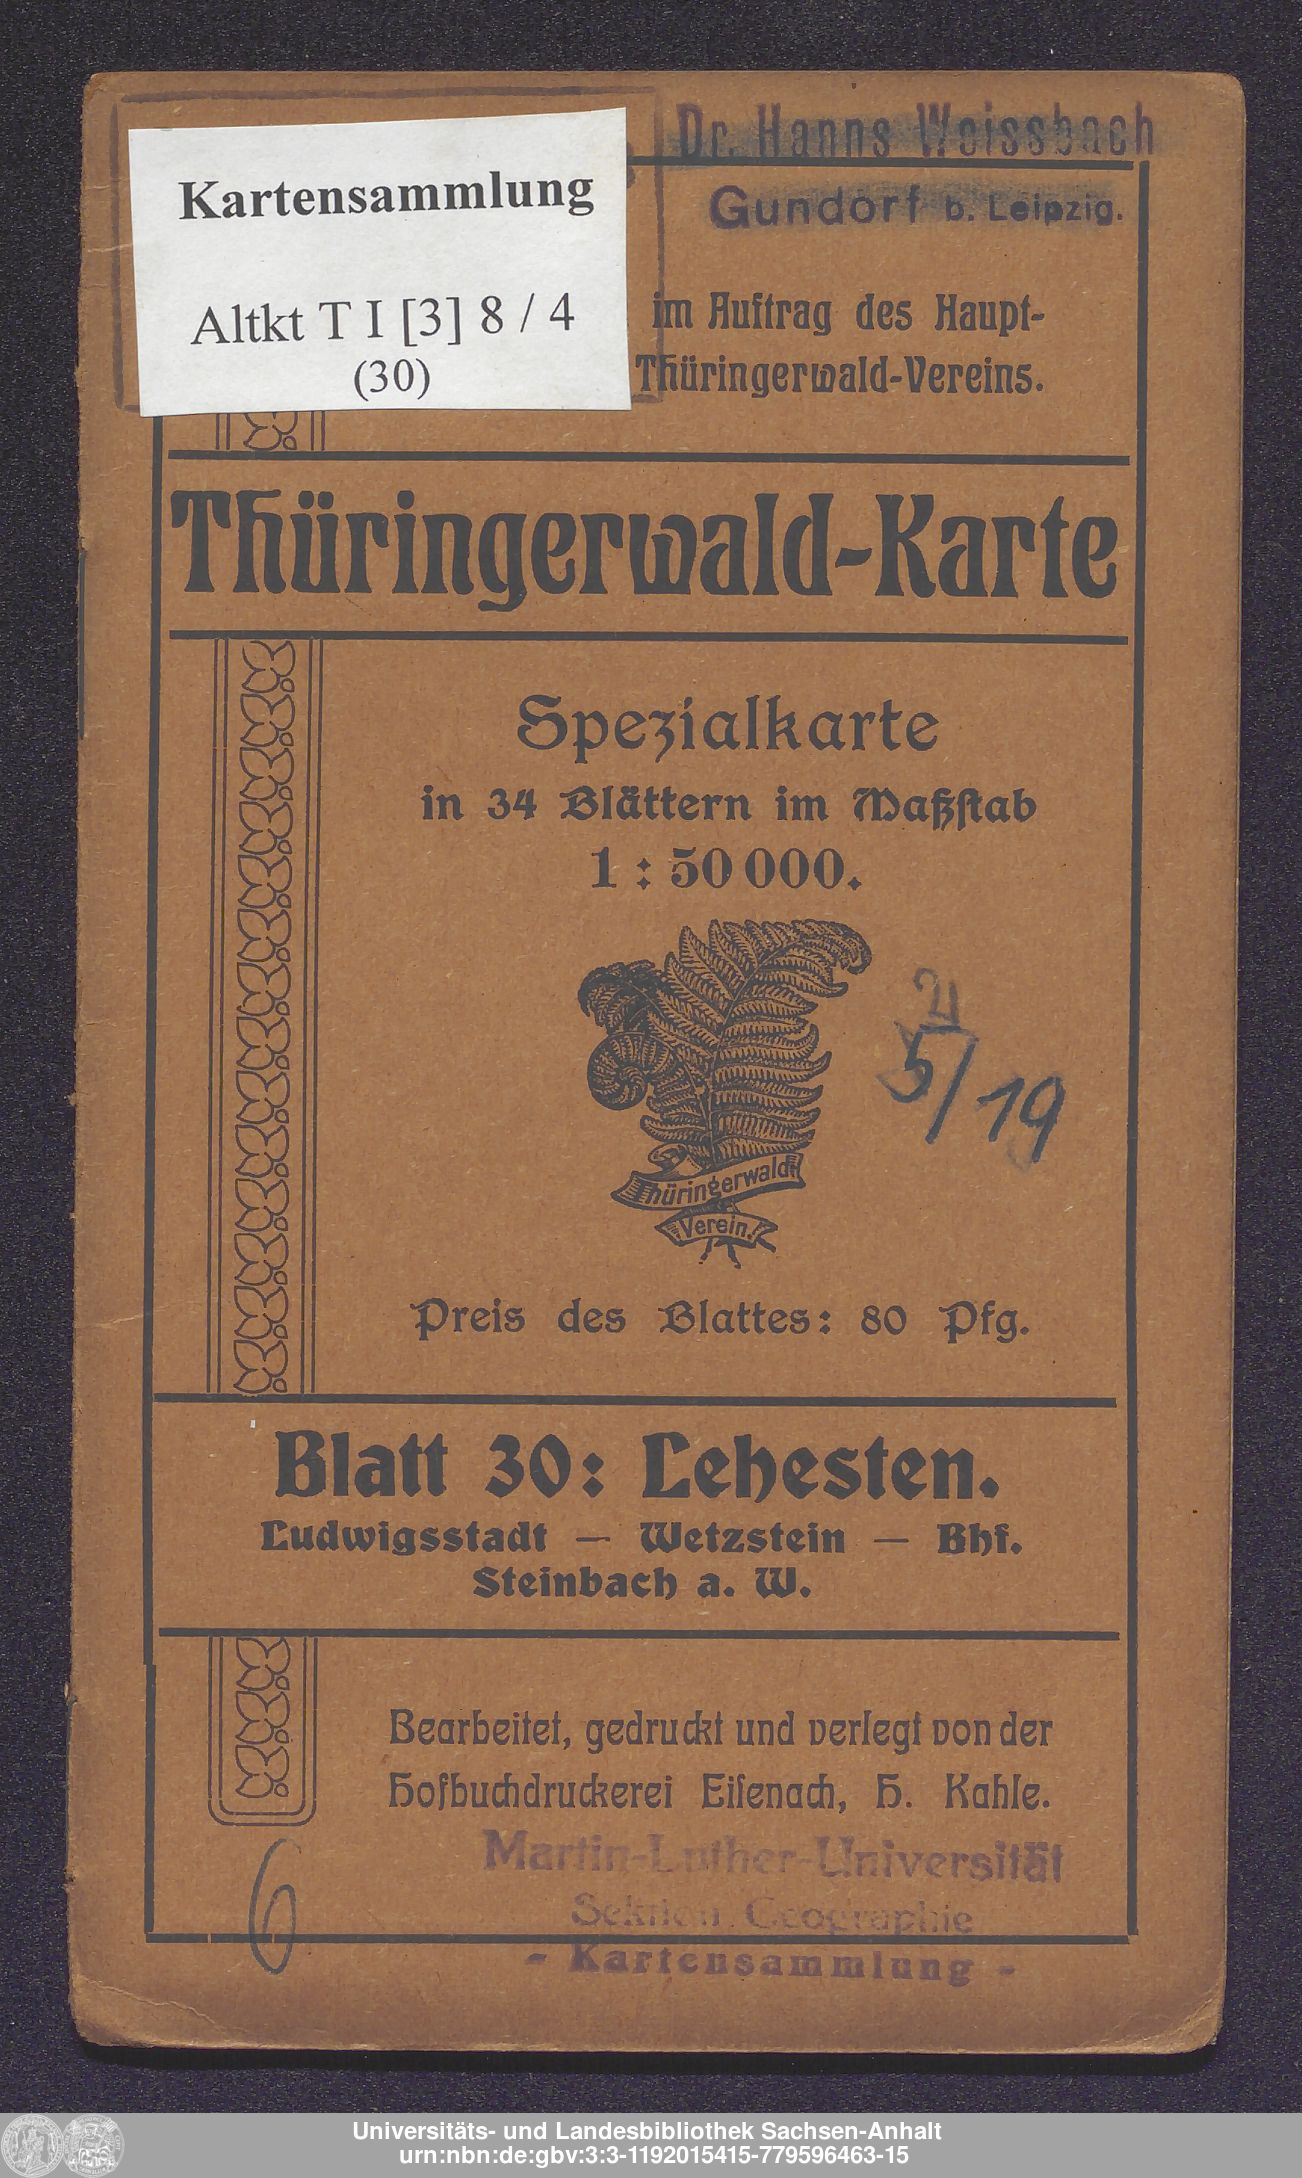 Dr. Hanns Weissbach
Gundorf b. Leipzig.
Kartensammlung
Altkt T I [3] 8 / 4
(30)
im Auftrag des Haupt-
Thüringerwald-Vereins.
Thüringerwald-Karte
Spezialkarte
in 34 Blättern im Maßſtab
1 : 50 000.
5/19
Thüringerwald-
Verein!
Preis des Blattes: 80 Pfg.
Blatt 30: Lehesten.
Ludwigsstadt — Wetzstein — Bhf.
Steinbach a. W.
Bearbeitet, gedruckt und verlegt von der
Hofbuchdruckerei Eiſenach, H. Kahle.
Martin-Luther-Universität
Sektion Geographie
- Kartensammlung -
6
Universitäts- und Landesbibliothek Sachsen-Anhalt
urn:nbn:de:gbv:3:3-1192015415-779596463-15